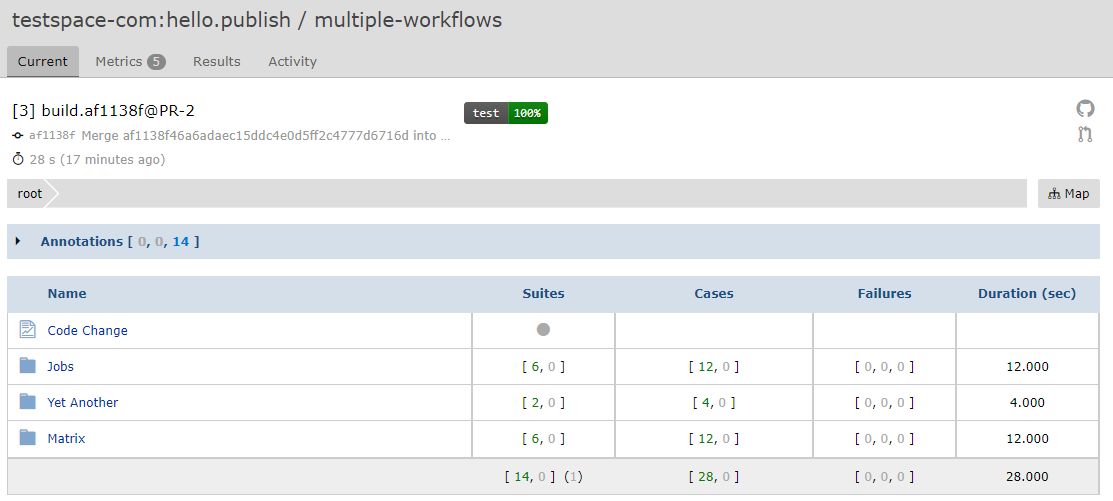 testspace-com:hello.publish / multiple-workflows
Current Metrics 5 Results Activity
[3] build.af1138f@PR-2 test 100%
af1138f Merge af1138f46a6adaec15ddc4e0d5ff2c4777d6716d into ...
28 s (17 minutes ago)
root Map
Annotations [ 0, 0, 14 ]
Name Suites Cases Failures Duration (sec)
Code Change
Jobs [ 6, 0 ] [ 12, 0 ] [ 0, 0, 0 ] 12.000
Yet Another [ 2, 0 ] [ 4, 0 ] [ 0, 0, 0 ] 4.000
Matrix [ 6, 0 ] [ 12, 0 ] [ 0, 0, 0 ] 12.000
[ 14, 0 ] (1) [ 28, 0 ] [ 0, 0, 0 ] 28.000